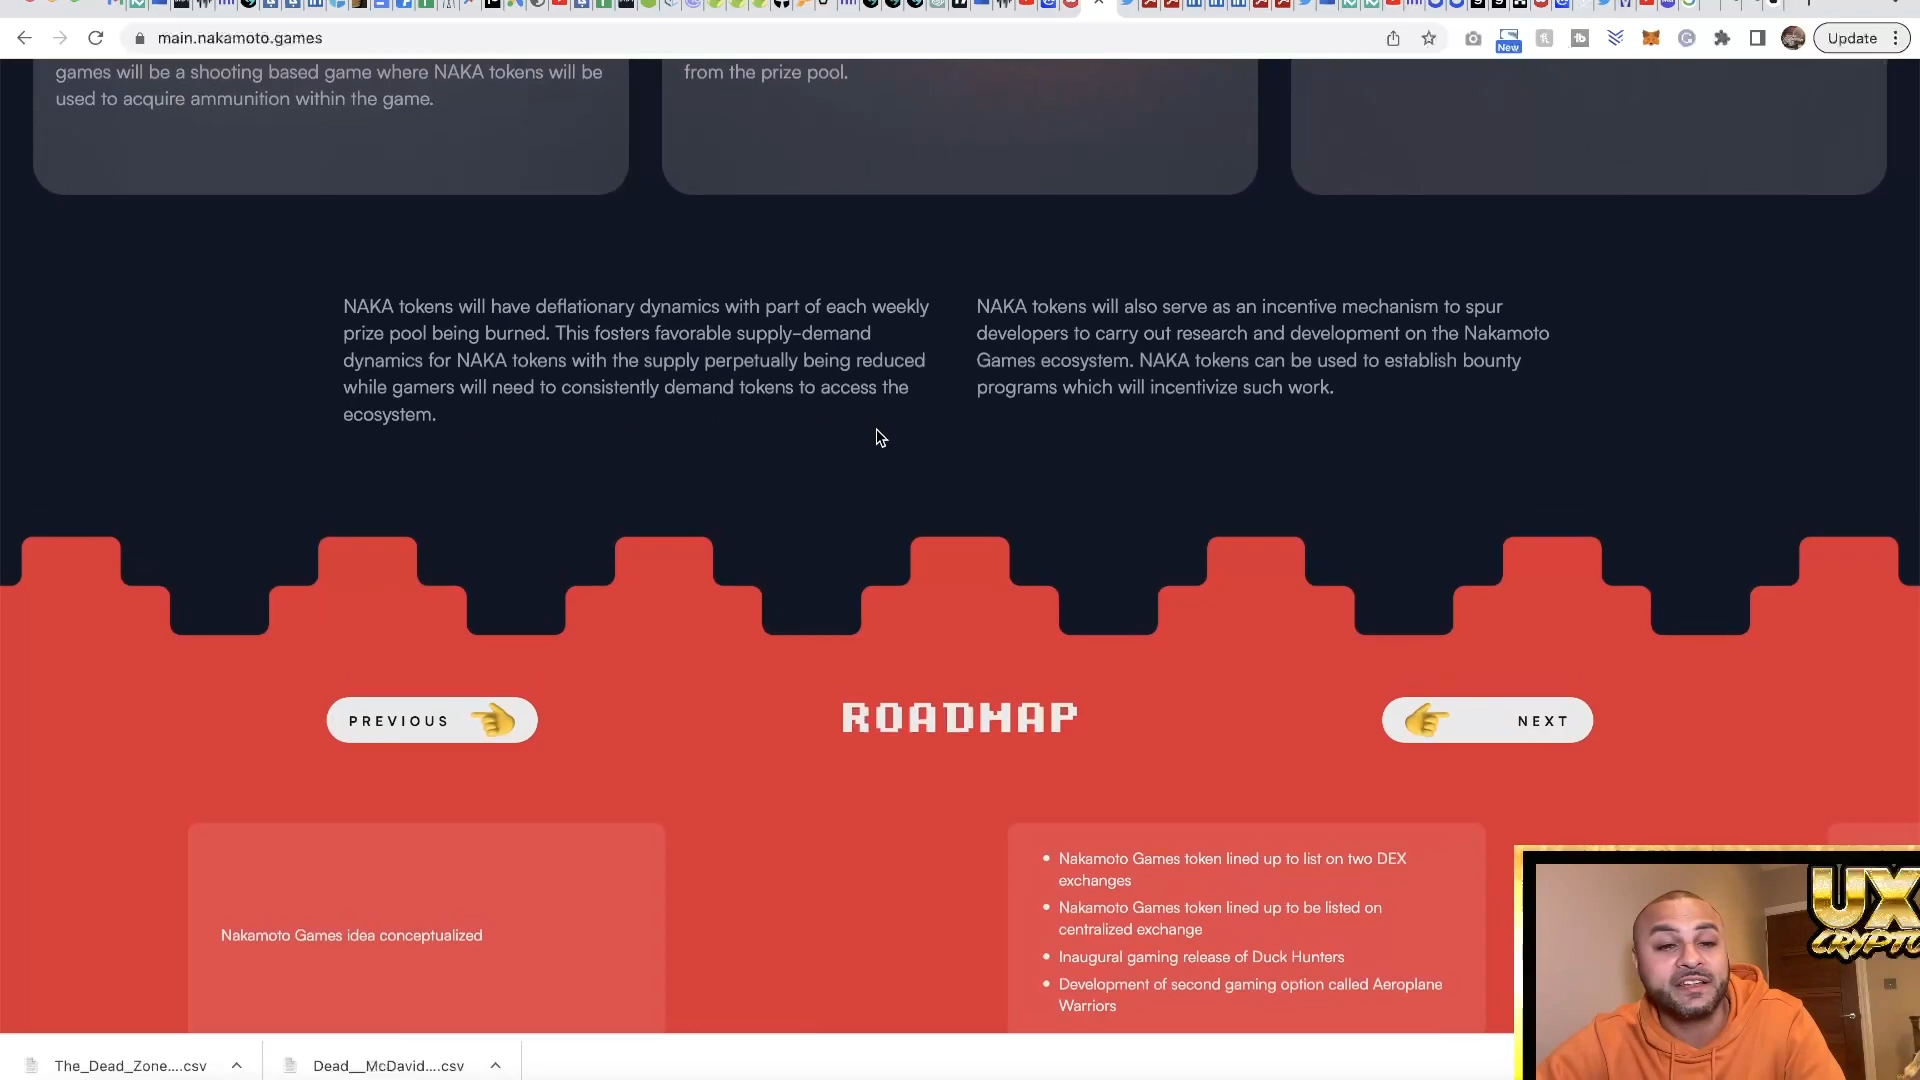 main.nakamoto.games
New
Update
games will be a shooting based game where NAKA tokens will be
used to acquire ammunition within the game.
from the prize pool.
NAKA tokens will have deflationary dynamics with part of each weekly
prize pool being burned. This fosters favorable supply-demand
dynamics for NAKA tokens with the supply perpetually being reduced
while gamers will need to consistently demand tokens to access the
ecosystem.
NAKA tokens will also serve as an incentive mechanism to spur
developers to carry out research and development on the Nakamoto
Games ecosystem. NAKA tokens can be used to establish bounty
programs which will incentivize such work.
PREVIOUS
ROADMAP
NEXT
Nakamoto Games idea conceptualized
Nakamoto Games token lined up to list on two DEX
exchanges
Nakamoto Games token lined up to be listed on
centralized exchange
Inaugural gaming release of Duck Hunters
Development of second gaming option called Aeroplane
Warriors
UX
CRYPTO
The_Dead_Zone....csv
Dead__McDavid....csv